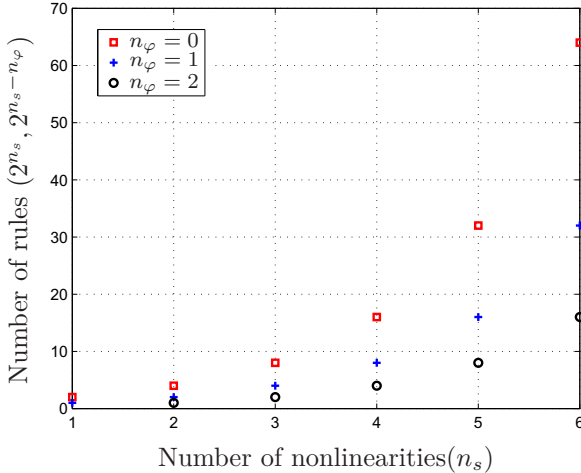 70
60
50
40
30
20
10
0
Number of rules (2^{n_s}, 2^{n_s-n_φ})
n_φ = 0
n_φ = 1
n_φ = 2
1 2 3 4 5 6
Number of nonlinearities(n_s)